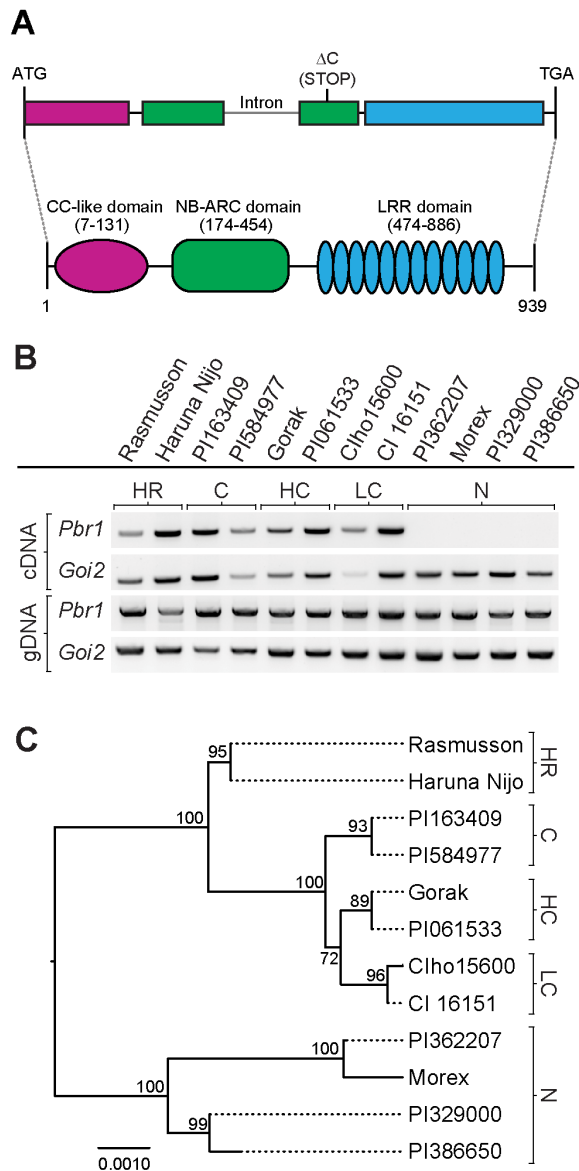 A
ATG
ΔC
(STOP)
TGA
Intron
CC-like domain
(7-131)
NB-ARC domain
(174-454)
LRR domain
(474-886)
1
939
B
Rasmusson
Haruna Nijo
PI163409
PI584977
Gorak
PI061533
CIho15600
CI 16151
PI362207
Morex
PI329000
PI386650
HR
C
HC
LC
N
cDNA
Pbr1
Goi2
gDNA
Pbr1
Goi2
C
95
Rasmusson
Haruna Nijo
HR
100
93
PI163409
PI584977
C
100
89
Gorak
PI061533
HC
72
96
CIho15600
CI 16151
LC
100
PI362207
Morex
100
99
PI329000
PI386650
N
0.0010